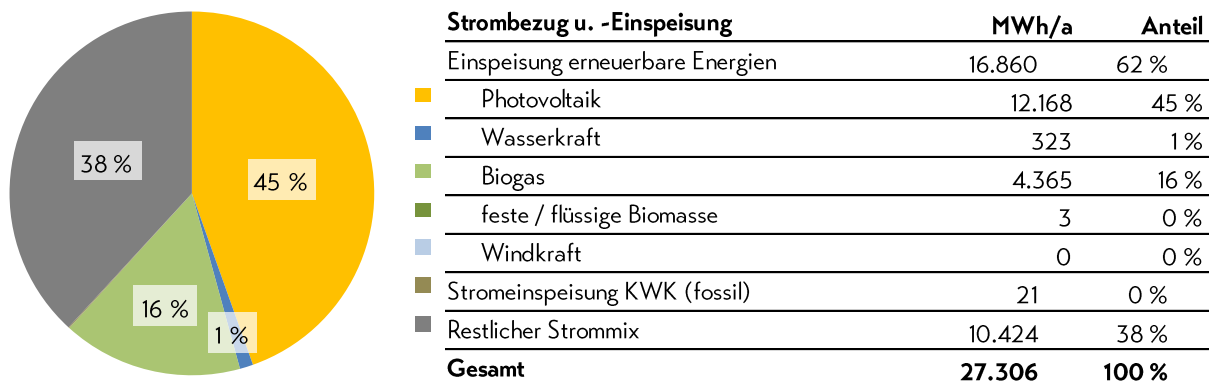 38 %
45 %
16 %
1 %
Strombezug u. -Einspeisung MWh/a Anteil
Einspeisung erneuerbare Energien 16.860 62 %
Photovoltaik 12.168 45 %
Wasserkraft 323 1 %
Biogas 4.365 16 %
feste / flüssige Biomasse 3 0 %
Windkraft 0 0 %
Stromeinspeisung KWK (fossil) 21 0 %
Restlicher Strommix 10.424 38 %
Gesamt 27.306 100 %